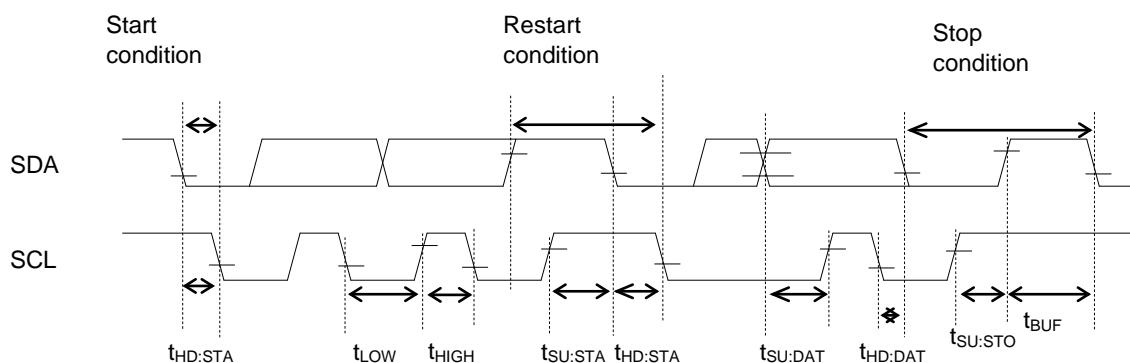 Start
condition
Restart
condition
Stop
condition
SDA
SCL
tHD:STA
tLOW
tHIGH
tSU:STA
tHD:STA
tSU:DAT
tHD:DAT
tSU:STO
tBUF